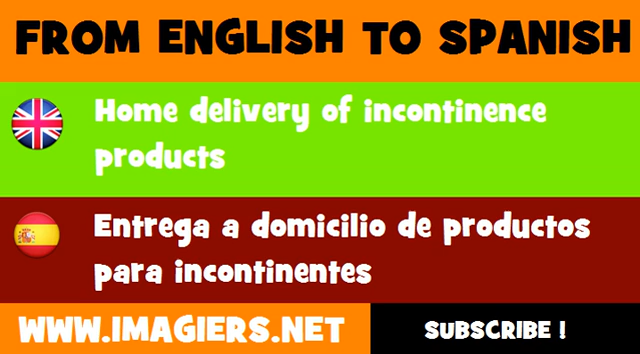 FROM ENGLISH TO SPANISH
Home delivery of incontinence
products
Entrega a domicilio de productos
para incontinentes
WWW.IMAGIERS.NET
SUBSCRIBE !